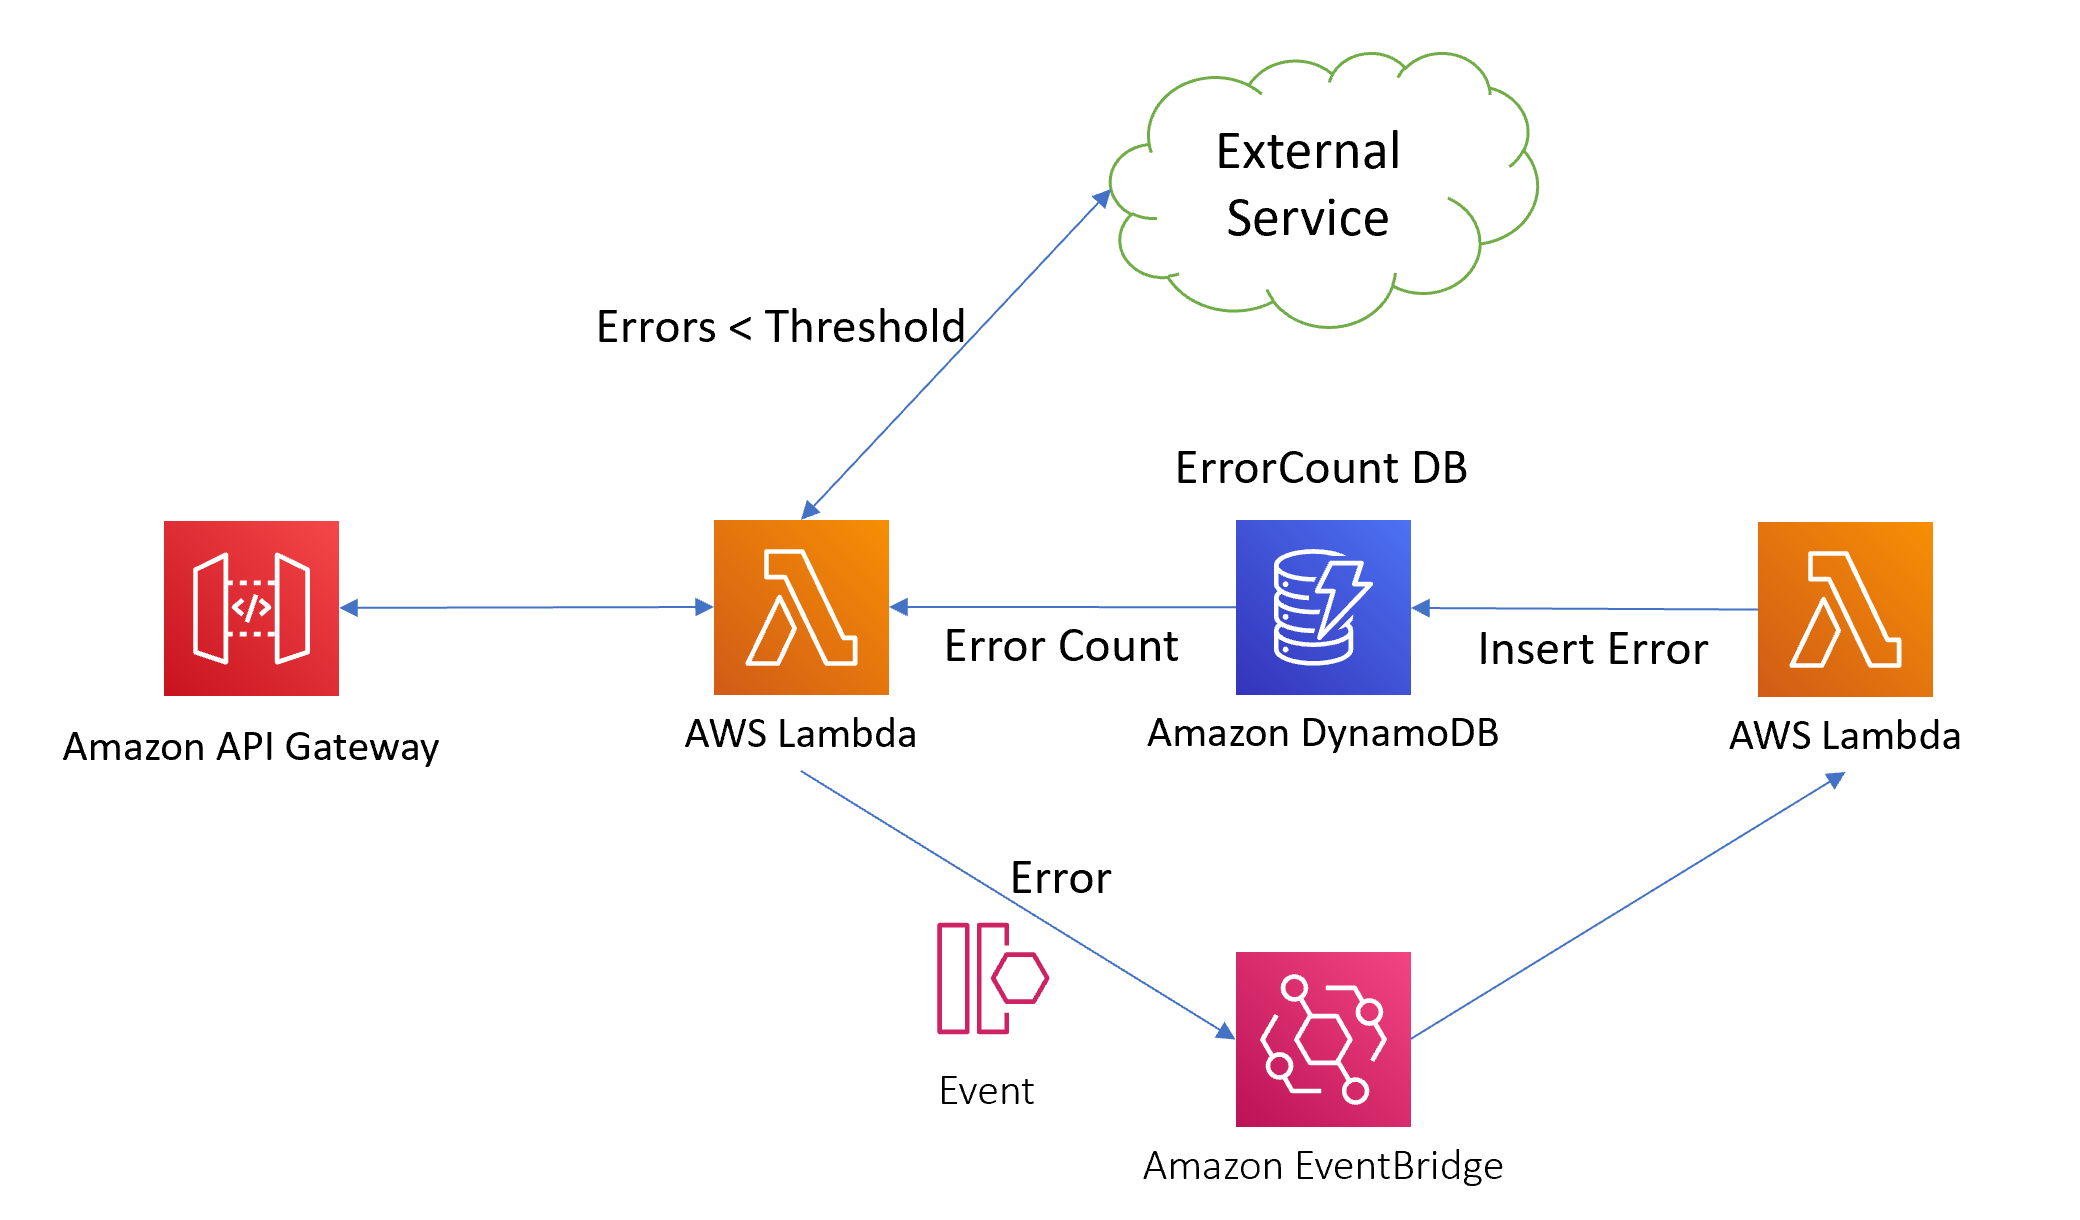 External
Service
Errors < Threshold
ErrorCount DB
</>
Error Count
Insert Error
Amazon API Gateway
AWS Lambda
Amazon DynamoDB
AWS Lambda
Error
Event
Amazon EventBridge